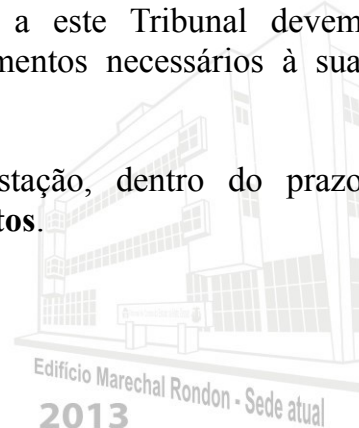 a este Tribunal devem
mentos necessários à sua
stação, dentro do prazo
tos.
Edifício Marechal Rondon - Sede atual
2013